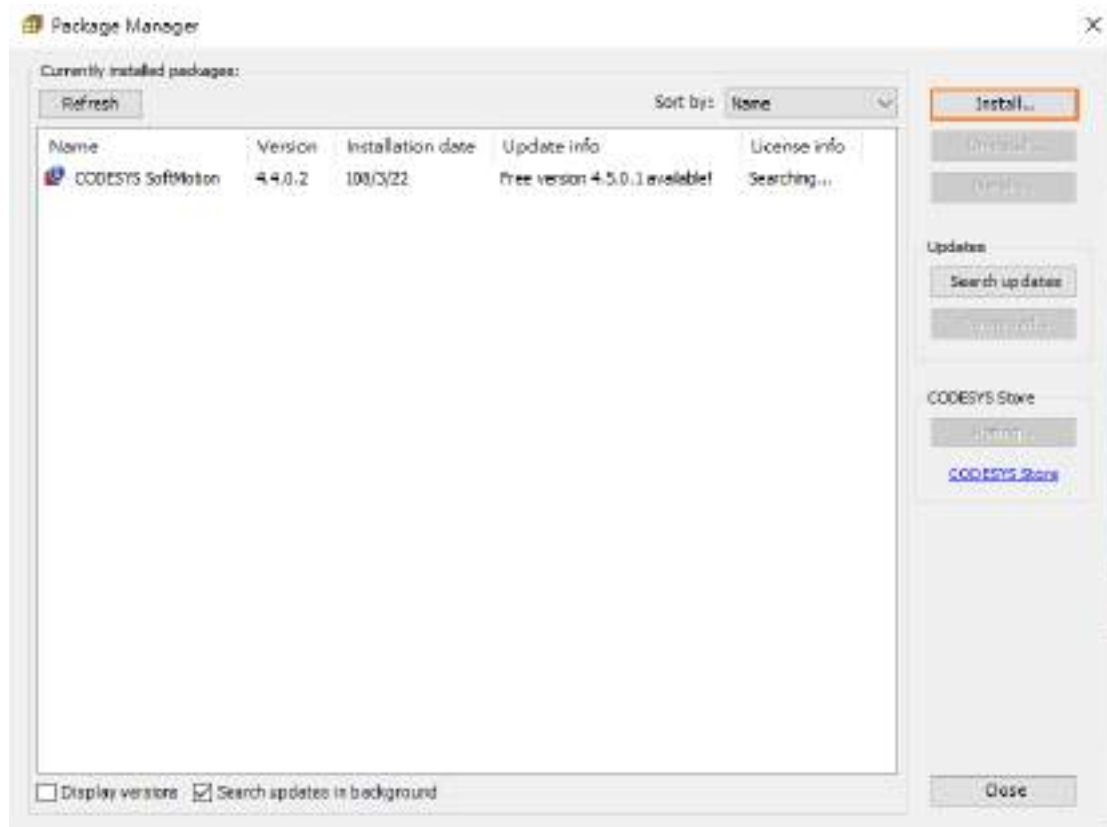 Package Manager
Currently installed packages:
Refresh
Sort by: Name
Install...
Name Version Installation date Update info License info
CODESYS SoftMotion 4.4.0.2 108/3/22 Free version 4.5.0.1 available! Searching...
Updates
Search updates
CODESYS Store
CODESYS Store
Display versions Search updates in background
Close